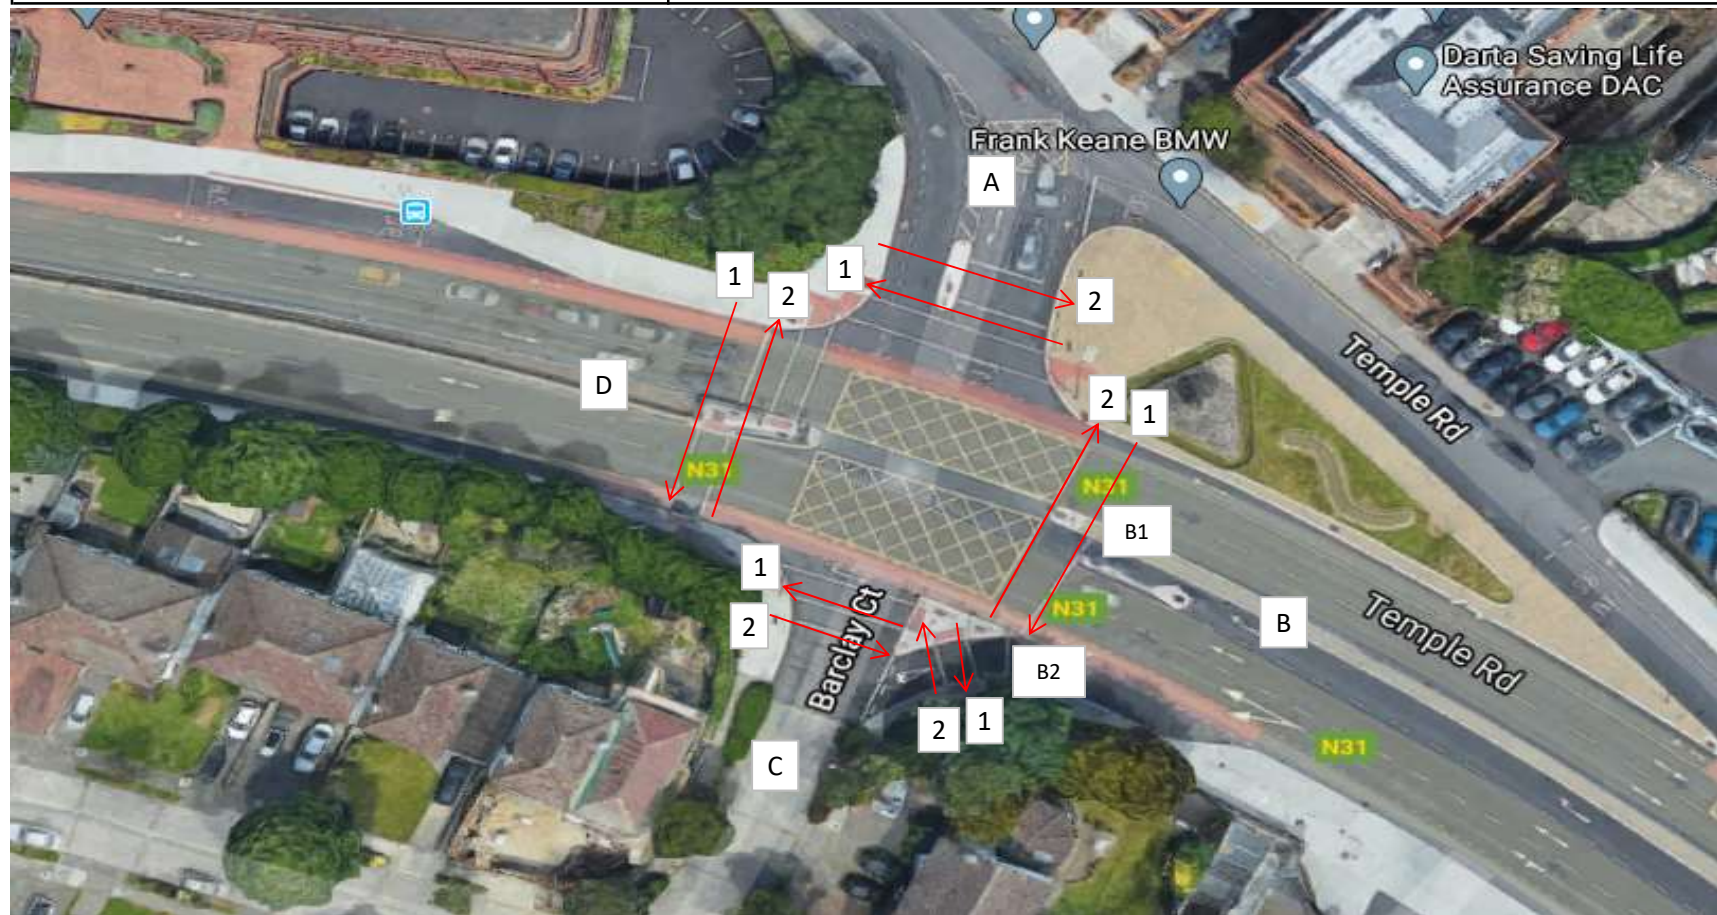 Darta Saving Life
Assurance DAC
Frank Keane BMW
A
1
2
1
2
Temple Rd
D
2
1
N31
N31
B1
1
2
Barclay Ct
N31
B
Temple Rd
B2
2
1
N31
C